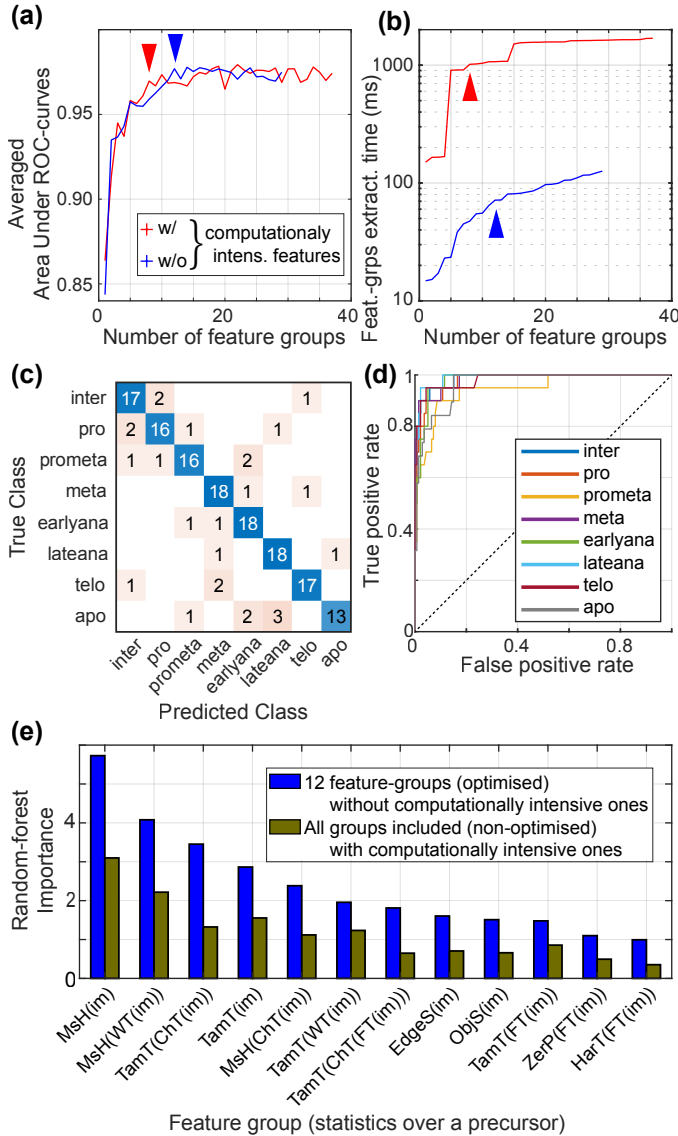 (a)
Averaged
Area Under ROC-curves
0.95
0.90
0.85
w/
w/o
} computationaly
intens. features
0 10 20 30 40
Number of feature groups
(b)
Feat.-grps extract. time (ms)
1000
100
10
0 20 40
Number of feature groups
(c)
True Class
inter 17 2 1
pro 2 16 1 1
prometa 1 1 16 2
meta 18 1 1
earlyana 1 1 18
lateana 1 18 1
telo 1 2 17
apo 1 2 3 13
inter pro prometa meta earlyana lateana telo apo
Predicted Class
(d)
True positive rate
1
0.8
0.4
0
inter
pro
prometa
meta
earlyana
lateana
telo
apo
0 0.4 0.8 1
False positive rate
(e)
Random-forest
Importance
4
2
0
12 feature-groups (optimised)
without computationally intensive ones
All groups included (non-optimised)
with computationally intensive ones
MsH(im)
MsH(WT(im))
TamT(ChT(im))
TamT(im)
MsH(ChT(im))
TamT(WT(im))
TamT(ChT(FT(im)))
EdgeS(im)
ObjS(im)
TamT(FT(im))
ZerP(FT(im))
HarT(FT(im))
Feature group (statistics over a precursor)